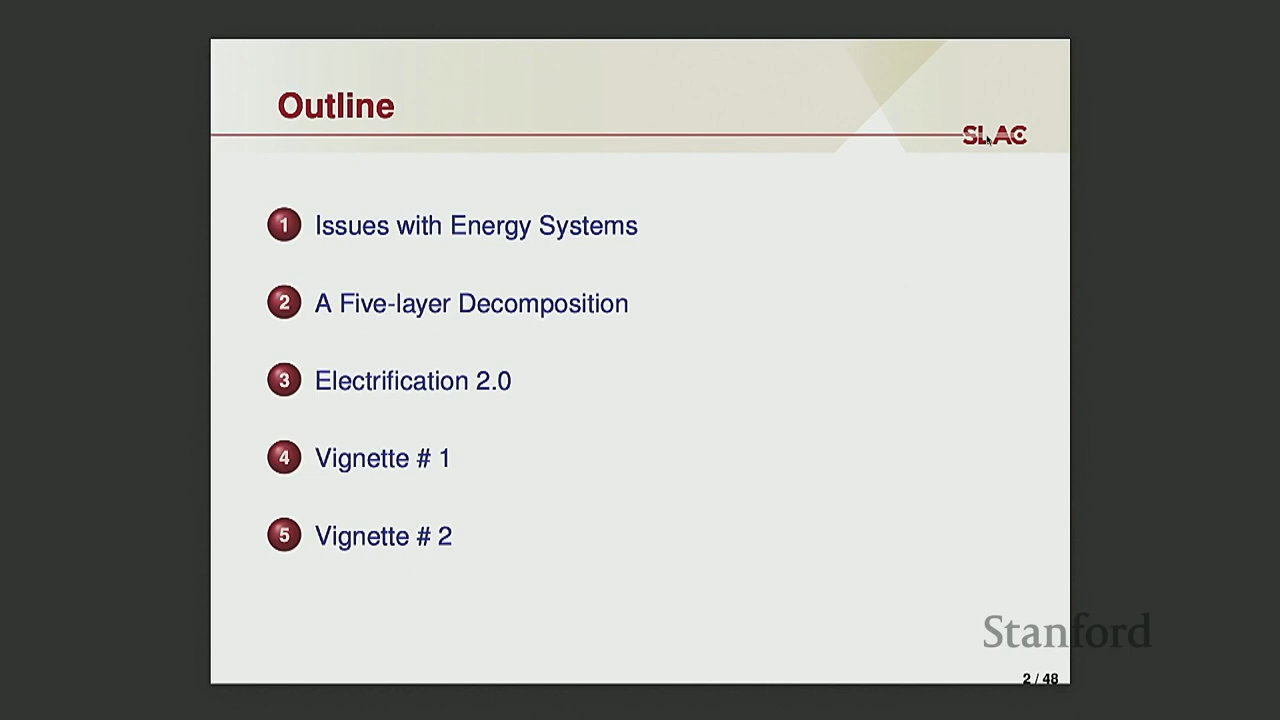 Outline
SLAC
1 Issues with Energy Systems
2 A Five-layer Decomposition
3 Electrification 2.0
4 Vignette # 1
5 Vignette # 2
Stanford
2 / 48